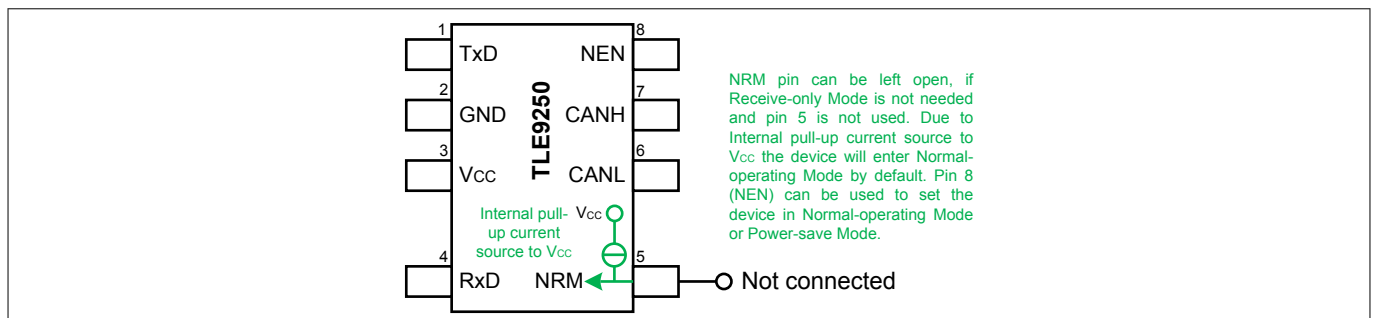 1
TxD
2
GND
3
Vcc
4
RxD
TLE9250
8
NEN
7
CANH
6
CANL
5
NRM
Internal pull-
up current
source to Vcc
Vcc
Not connected
NRM pin can be left open, if
Receive-only Mode is not needed
and pin 5 is not used. Due to
Internal pull-up current source to
Vcc the device will enter Normal-
operating Mode by default. Pin 8
(NEN) can be used to set the
device in Normal-operating Mode
or Power-save Mode.